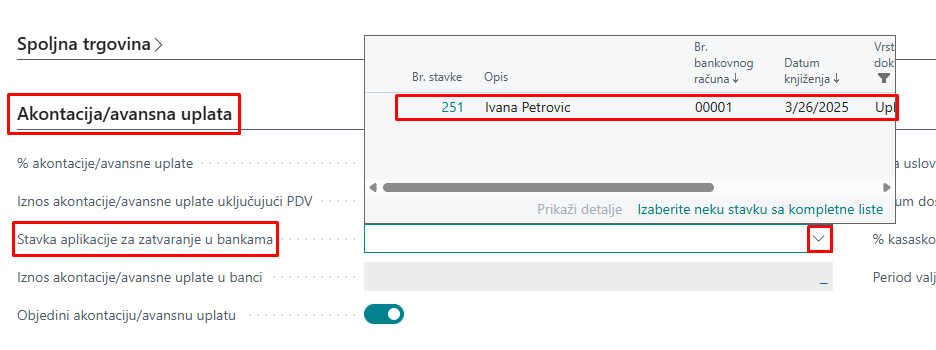 Spoljna trgovina
Br. stavke Opis Br. bankovnog računa↓ Datum knjiženja↓ Vrst dok
251 Ivana Petrovic 00001 3/26/2025 Upl
Akontacija/avansna uplata
% akontacije/avansne uplate
a uslov
Iznos akontacije/avansne uplate uključujući PDV
Prikaži detalje Izaberite neku stavku sa kompletne liste
um dos
Stavka aplikacije za zatvaranje u bankama
% kasasko
Iznos akontacije/avansne uplate u banci
_
Period valj
Objedini akontaciju/avansnu uplatu